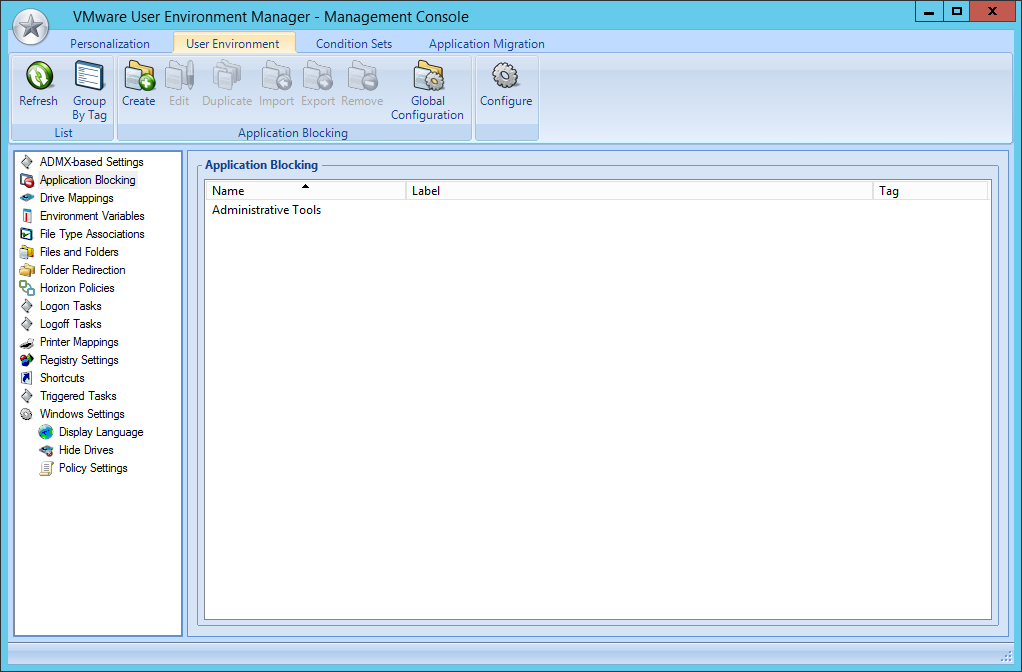 VMware User Environment Manager - Management Console
Personalization User Environment Condition Sets Application Migration
Refresh Group By Tag Create Edit Duplicate Import Export Remove Global Configuration Configure
List Application Blocking
ADMX-based Settings
Application Blocking
Drive Mappings
Environment Variables
File Type Associations
Files and Folders
Folder Redirection
Horizon Policies
Logon Tasks
Logoff Tasks
Printer Mappings
Registry Settings
Shortcuts
Triggered Tasks
Windows Settings
Display Language
Hide Drives
Policy Settings
Application Blocking
Name Label Tag
Administrative Tools